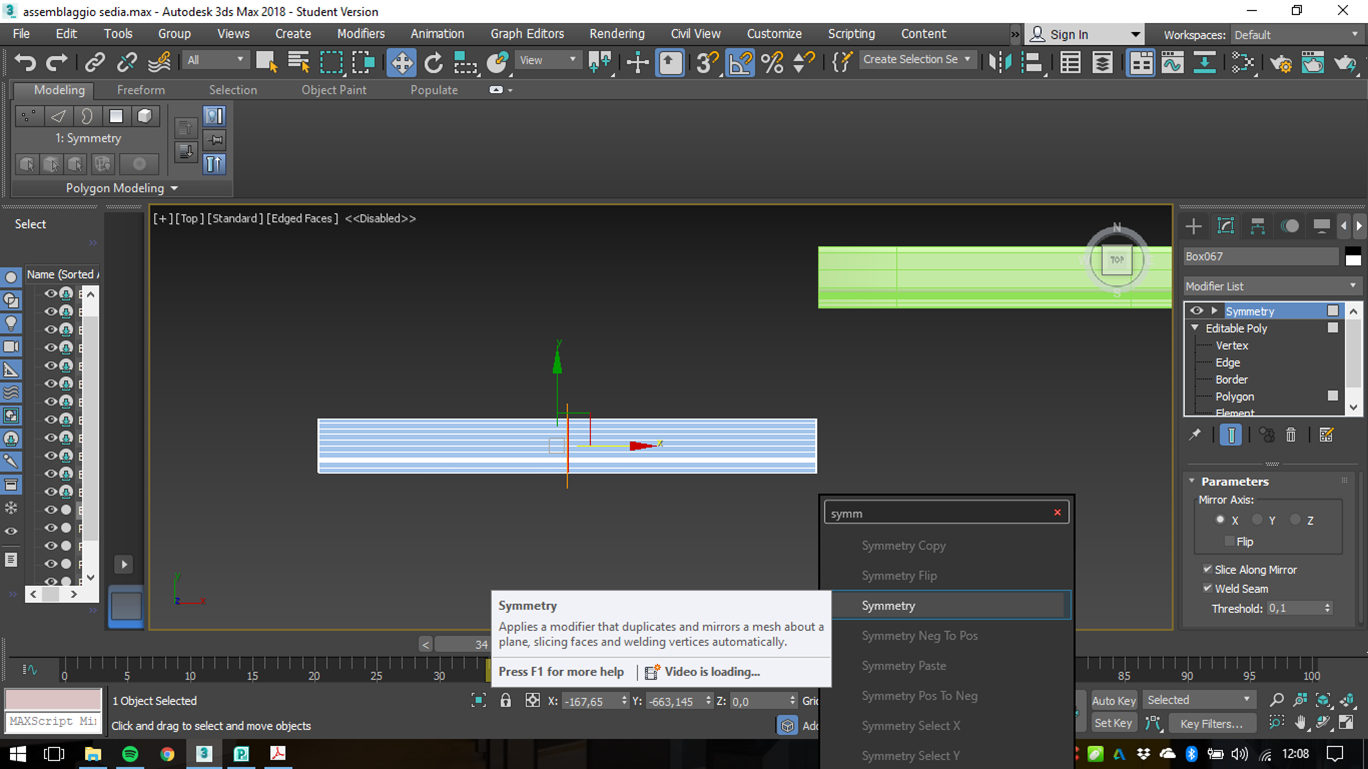 assemblaggio sedia.max - Autodesk 3ds Max 2018 - Student Version
File Edit Tools Group Views Create Modifiers Animation Graph Editors Rendering Civil View Customize Scripting Content
Sign In
Workspaces: Default
All
View
Create Selection Se
Modeling Freeform Selection Object Paint Populate
1: Symmetry
Polygon Modeling
Select
Name (Sorted A
[+] [Top] [Standard] [Edged Faces] <<Disabled>>
N
TOP
S
y
x
y
z
x
Box067
Modifier List
Symmetry
Editable Poly
Vertex
Edge
Border
Polygon
Element
Parameters
Mirror Axis:
X Y Z
Flip
Slice Along Mirror
Weld Seam
Threshold: 0,1
symm
Symmetry Copy
Symmetry Flip
Symmetry
Symmetry Neg To Pos
Symmetry Paste
Symmetry Pos To Neg
Symmetry Select X
Symmetry Select Y
Symmetry
Applies a modifier that duplicates and mirrors a mesh about a
plane, slicing faces and welding vertices automatically.
Press F1 for more help
Video is loading...
34
0 5 10 15 20 25 30 85 90 95 100
1 Object Selected
X: -167,65 Y: -663,145 Z: 0,0
Auto Key Selected
MAXScript Mi
Click and drag to select and move objects
Set Key Key Filters...
12:08